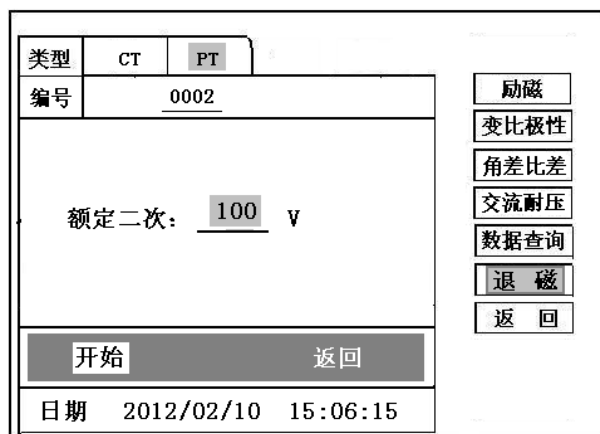 类型 CT PT
编号 0002
额定二次： 100 V
开始 返回
日期 2012/02/10 15:06:15
励磁
变比极性
角差比差
交流耐压
数据查询
退 磁
返 回